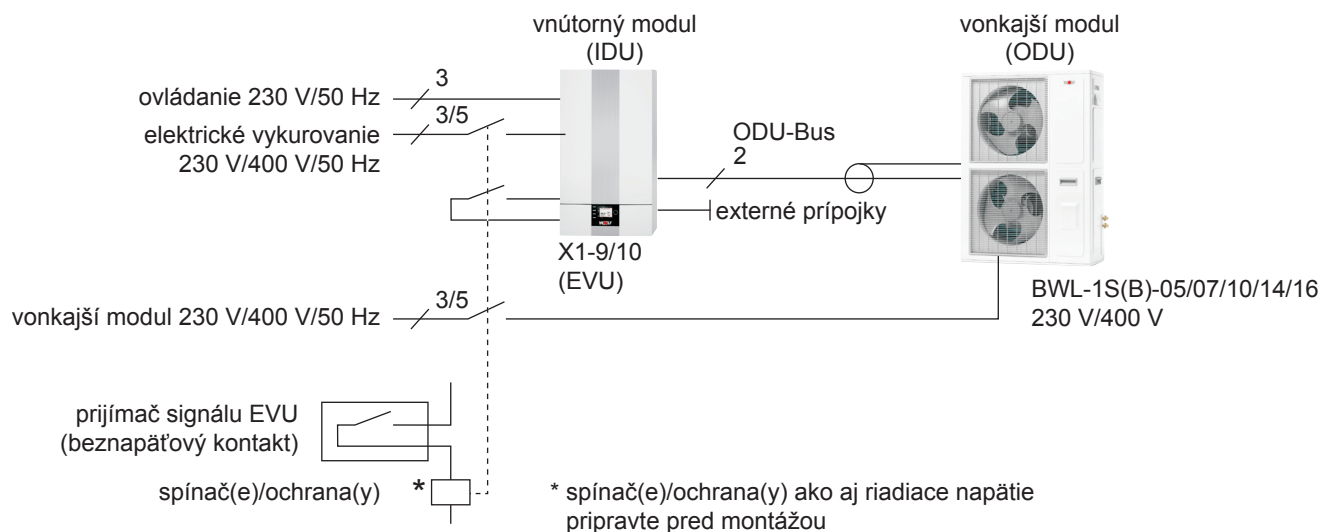 vnútorný modul
(IDU)
vonkajší modul
(ODU)
ovládanie 230 V/50 Hz
3
elektrické vykurovanie
230 V/400 V/50 Hz
3/5
ODU-Bus
2
externé prípojky
X1-9/10
(EVU)
BWL-1S(B)-05/07/10/14/16
230 V/400 V
vonkajší modul 230 V/400 V/50 Hz
3/5
prijímač signálu EVU
(beznapäťový kontakt)
spínač(e)/ochrana(y)
*
* spínač(e)/ochrana(y) ako aj riadiace napätie
pripravte pred montážou